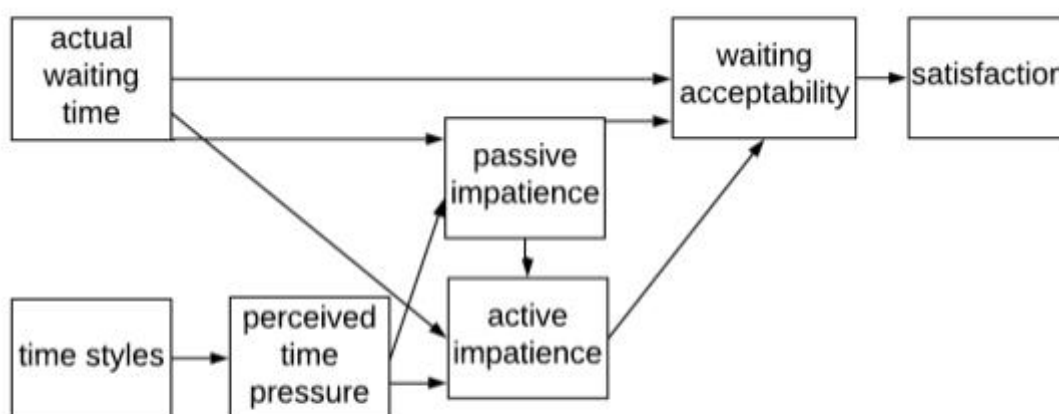 actual
waiting
time
waiting
acceptability
satisfaction
passive
impatience
time styles
perceived
time
pressure
active
impatience